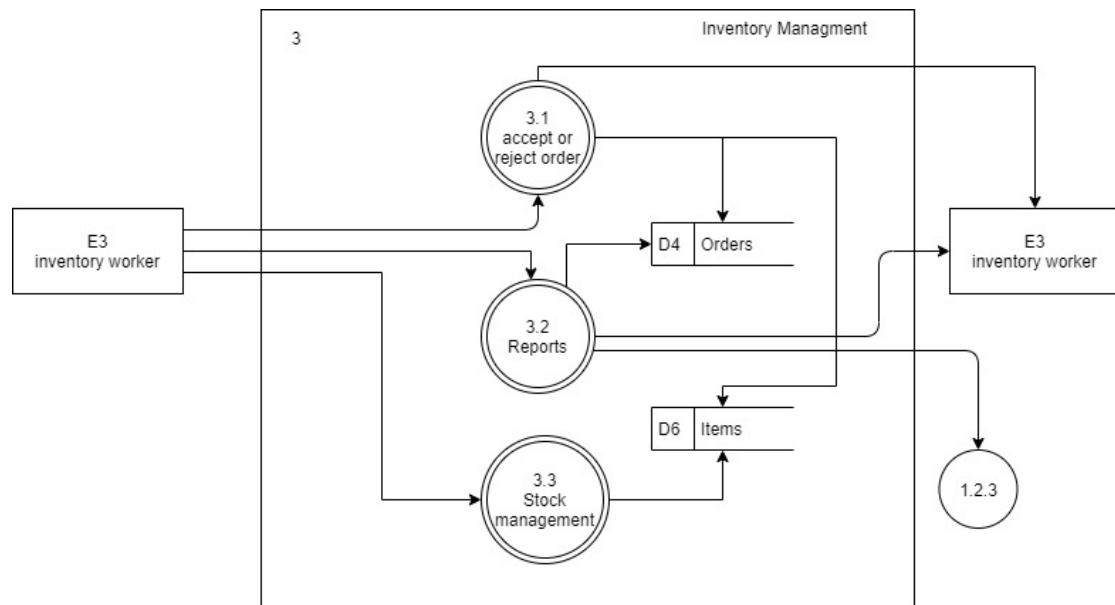 3
Inventory Managment
3.1
accept or
reject order
E3
inventory worker
D4
Orders
E3
inventory worker
3.2
Reports
D6
Items
3.3
Stock
management
1.2.3